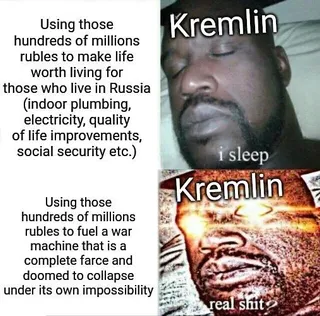 Using those
hundreds of millions
rubles to make life
worth living for
those who live in Russia
(indoor plumbing,
electricity, quality
of life improvements,
social security etc.)
Kremlin
i sleep
Using those
hundreds of millions
rubles to fuel a war
machine that is a
complete farce and
doomed to collapse
under its own impossibility
Kremlin
real shit?